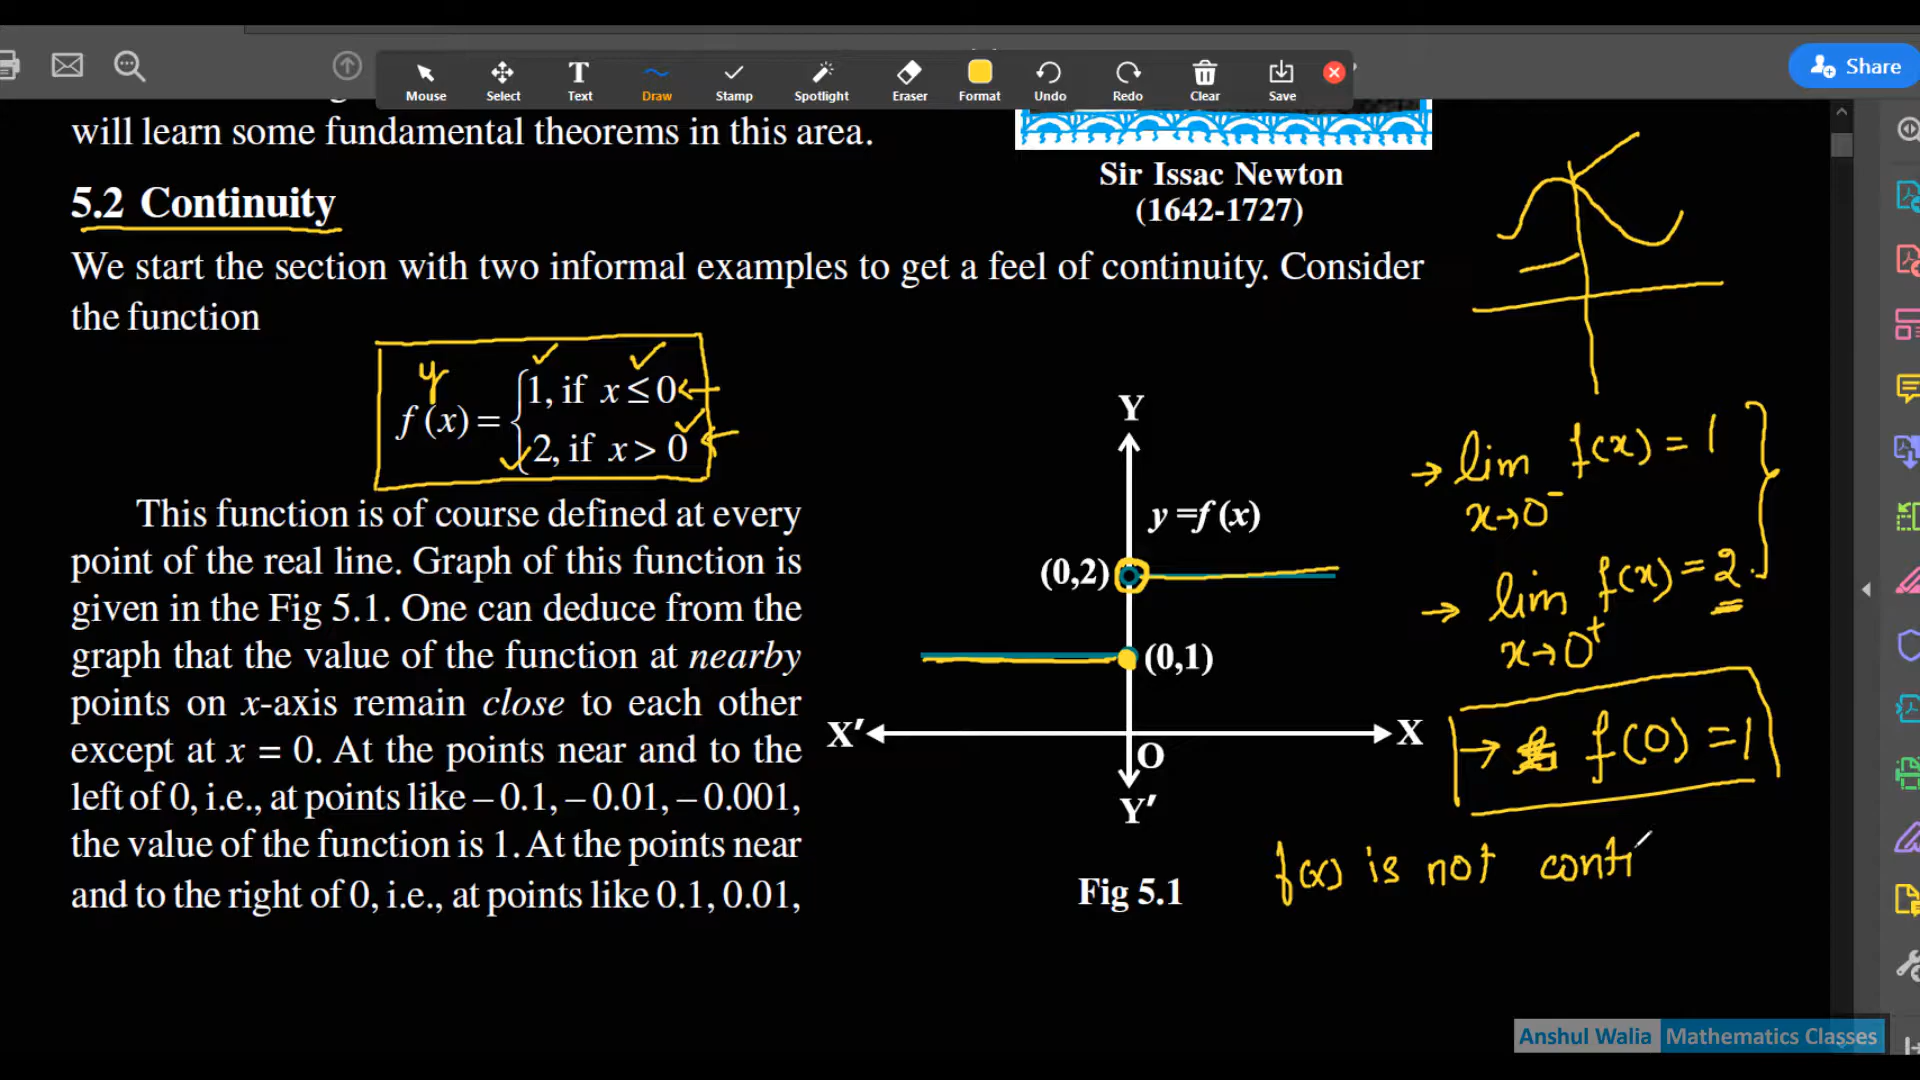 Share
Mouse Select Text Draw Stamp Spotlight Eraser Format Undo Redo Clear Save
will learn some fundamental theorems in this area.
Sir Issac Newton
(1642-1727)
5.2 Continuity
We start the section with two informal examples to get a feel of continuity. Consider
the function
y
f (x) = { 1, if x ≤ 0
2, if x > 0
This function is of course defined at every
point of the real line. Graph of this function is
given in the Fig 5.1. One can deduce from the
graph that the value of the function at nearby
points on x-axis remain close to each other
except at x = 0. At the points near and to the
left of 0, i.e., at points like – 0.1, – 0.01, – 0.001,
the value of the function is 1. At the points near
and to the right of 0, i.e., at points like 0.1, 0.01,
Y
y =f (x)
(0,2)
(0,1)
X′
X
O
Y′
Fig 5.1
→ lim f(x) = 1
x→0⁻
→ lim f(x) = 2
x→0⁺
→ f(0) = 1
f(x) is not conti
Anshul Walia Mathematics Classes